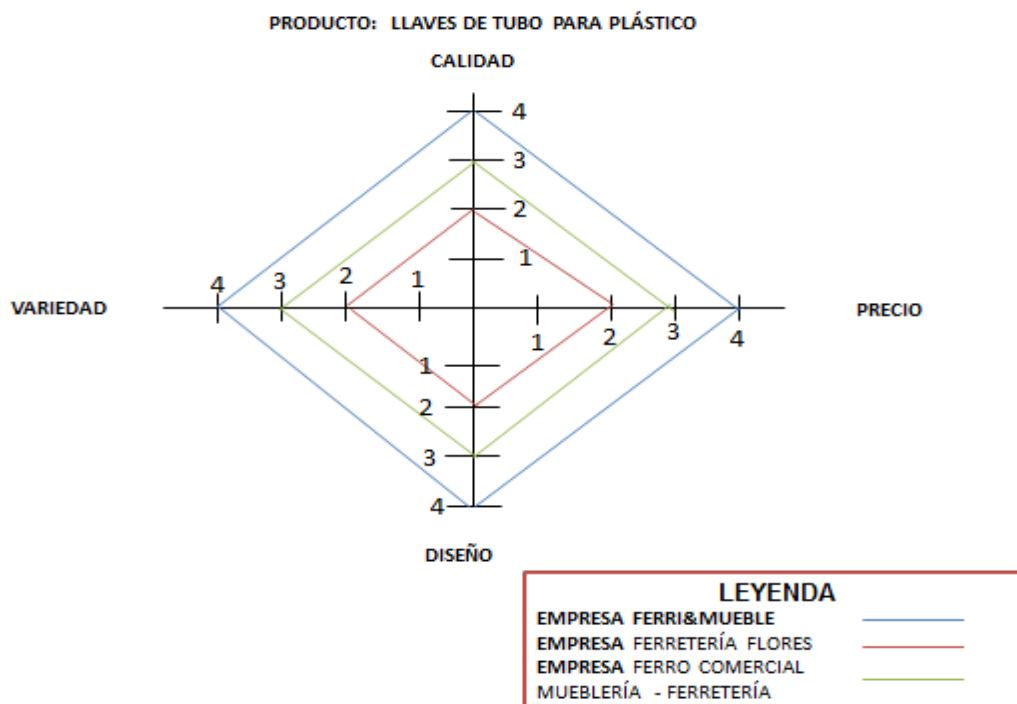 PRODUCTO: LLAVES DE TUBO PARA PLÁSTICO
CALIDAD
4
3
2
1
4 3 2 1
VARIEDAD
PRECIO
1 2 3 4
1
2
3
4
DISEÑO
LEYENDA
EMPRESA FERRI&MUEBLE
EMPRESA FERRETERÍA FLORES
EMPRESA FERRO COMERCIAL
MUEBLERÍA - FERRETERÍA